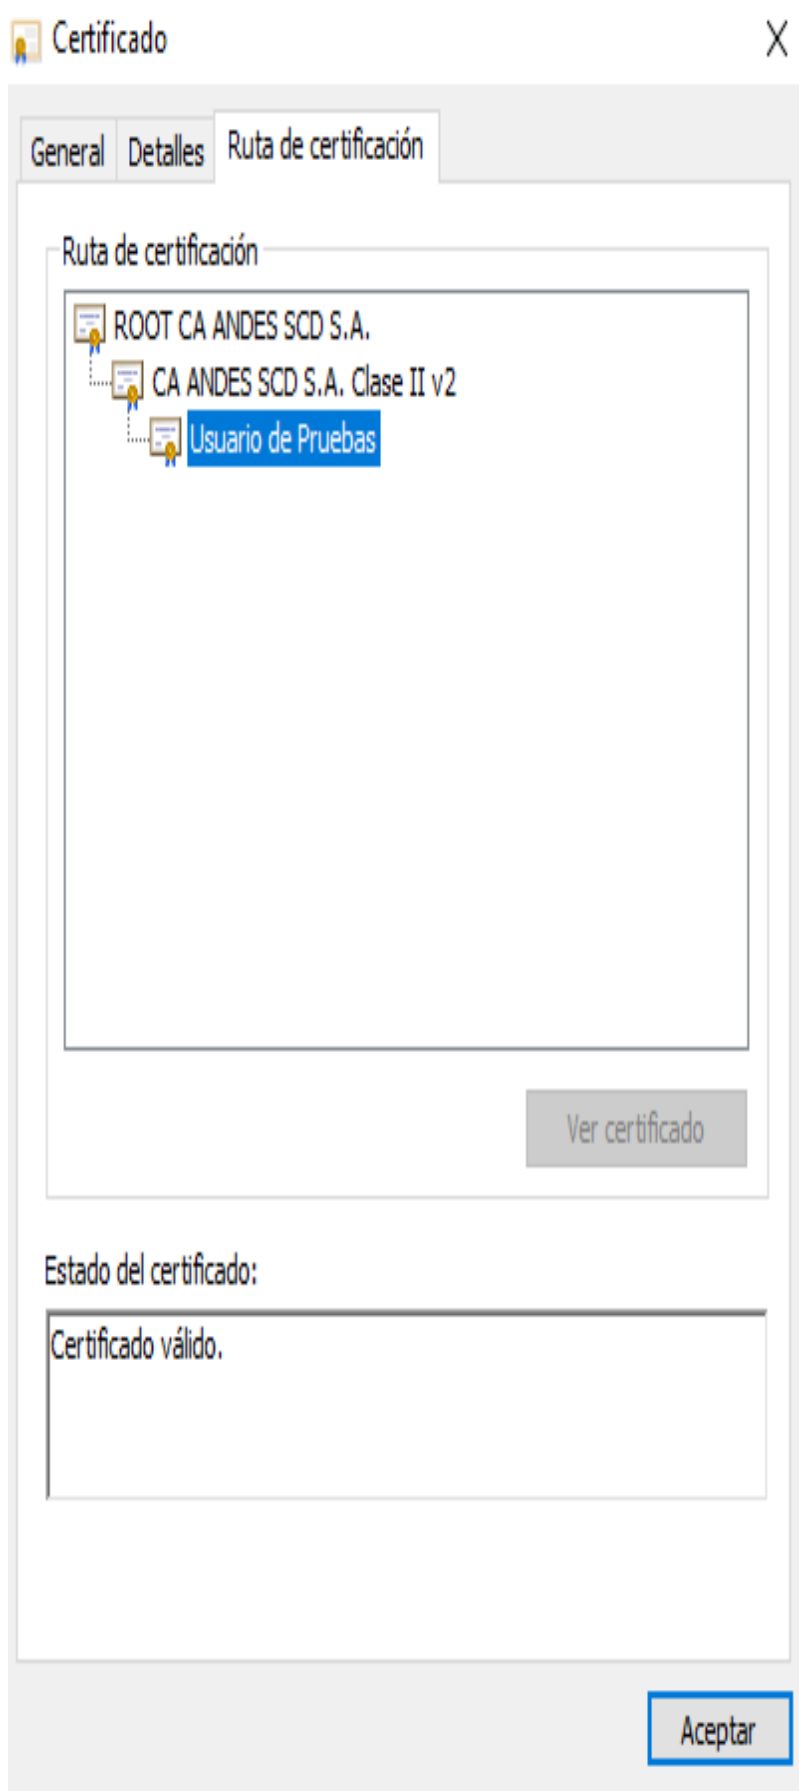 Certificado
General Detalles Ruta de certificación
Ruta de certificación
ROOT CA ANDES SCD S.A.
CA ANDES SCD S.A. Clase II v2
Usuario de Pruebas
Ver certificado
Estado del certificado:
Certificado válido.
Aceptar